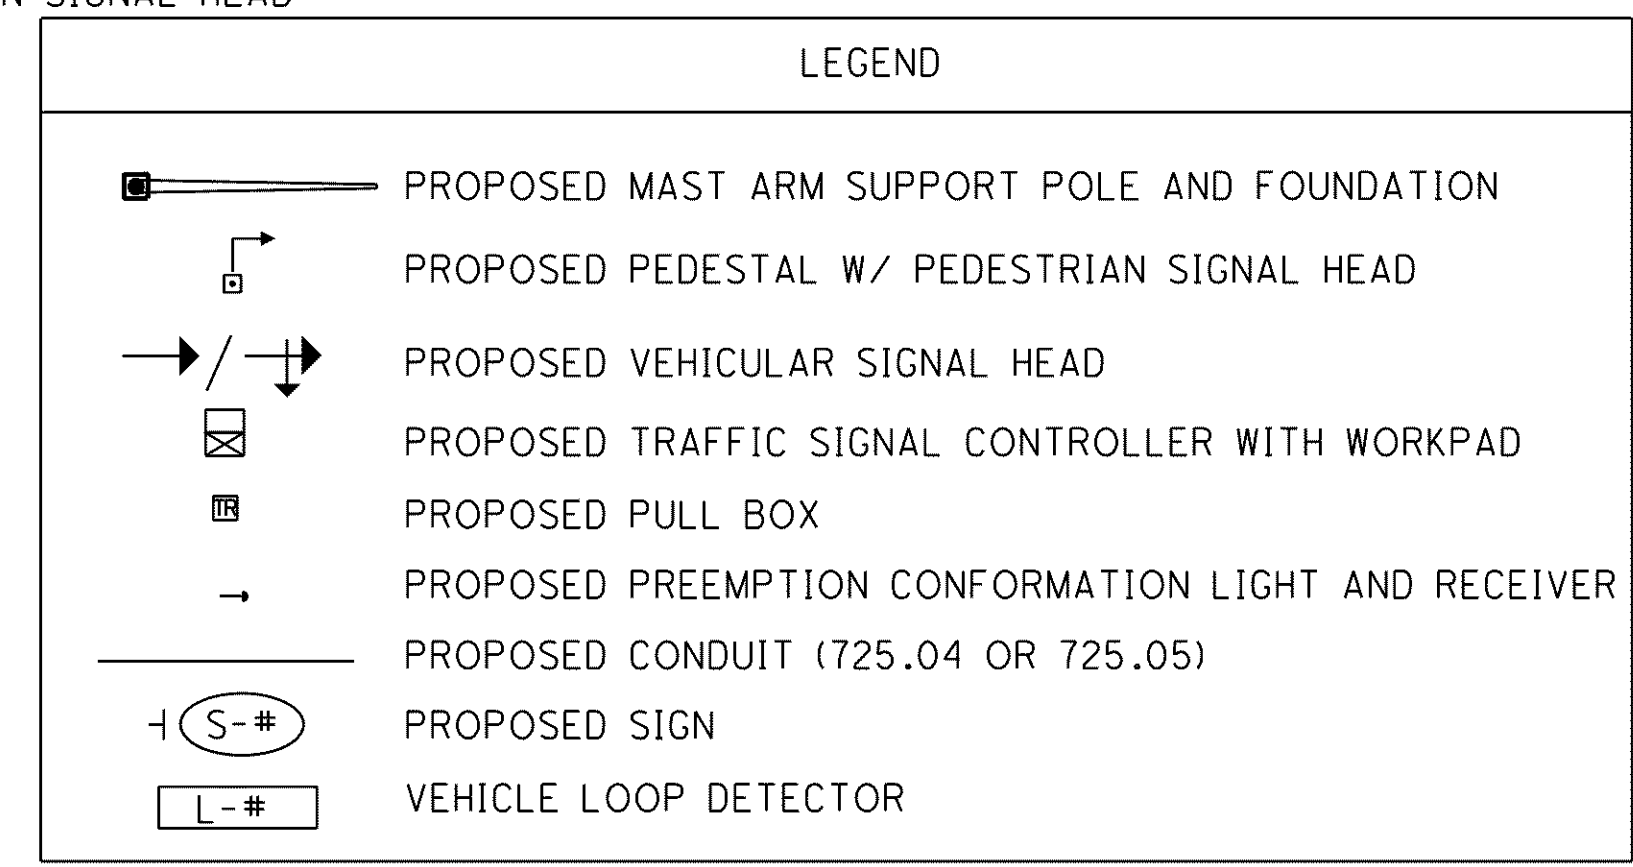 N SIGNAL HEAD
LEGEND
PROPOSED MAST ARM SUPPORT POLE AND FOUNDATION
PROPOSED PEDESTAL W/ PEDESTRIAN SIGNAL HEAD
PROPOSED VEHICULAR SIGNAL HEAD
PROPOSED TRAFFIC SIGNAL CONTROLLER WITH WORKPAD
TR PROPOSED PULL BOX
PROPOSED PREEMPTION CONFORMATION LIGHT AND RECEIVER
PROPOSED CONDUIT (725.04 OR 725.05)
S-# PROPOSED SIGN
L-# VEHICLE LOOP DETECTOR